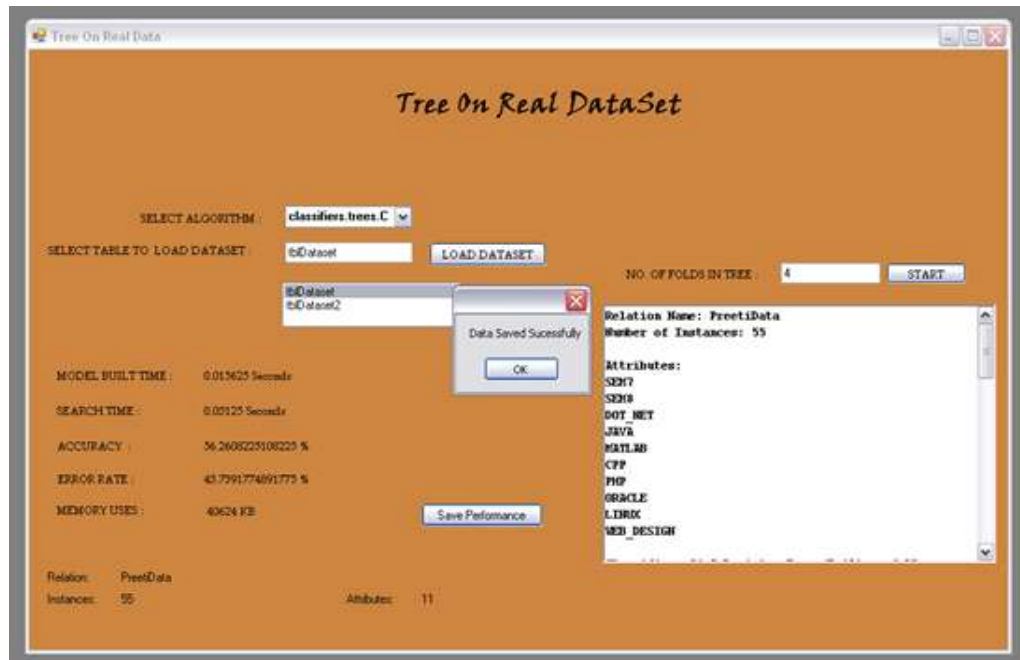 Tree On Real Data
Tree On Real DataSet
SELECT ALGORITHM :
classifiers.trees.C
SELECT TABLE TO LOAD DATASET :
tblDataset
LOAD DATASET
NO. OF FOLDS IN TREE :
4
START
tblDataset
tblDataset2
Data Saved Sucessfully
OK
Relation Name: PreetiData
Number of Instances: 55
Attributes:
SEM7
SEM8
DOT_NET
JAVA
MATLAB
CPP
PHP
ORACLE
LINUX
WEB_DESIGN
MODEL BUILT TIME :
0.015625 Seconds
SEARCH TIME :
0.03125 Seconds
ACCURACY :
56.2608225108225 %
ERROR RATE :
43.7391774891775 %
MEMORY USES :
40624 KB
Save Performance
Relation: PreetiData
Instances: 55
Attributes: 11